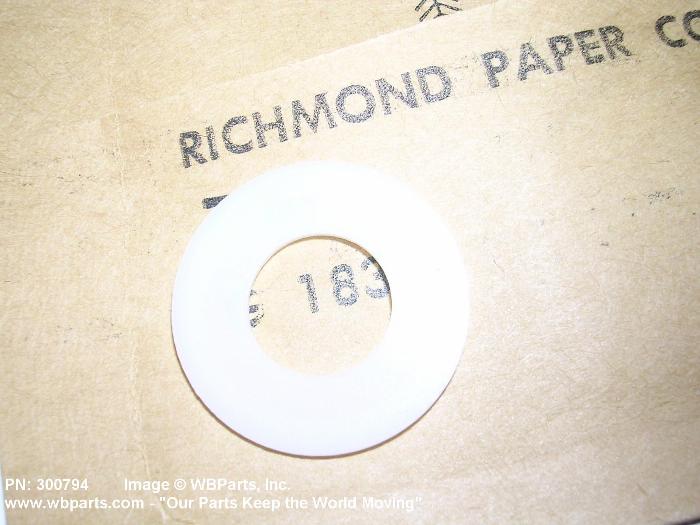 RICHMOND PAPER CO
183
PN: 300794 Image © WBParts, Inc.
www.wbparts.com - "Our Parts Keep the World Moving"